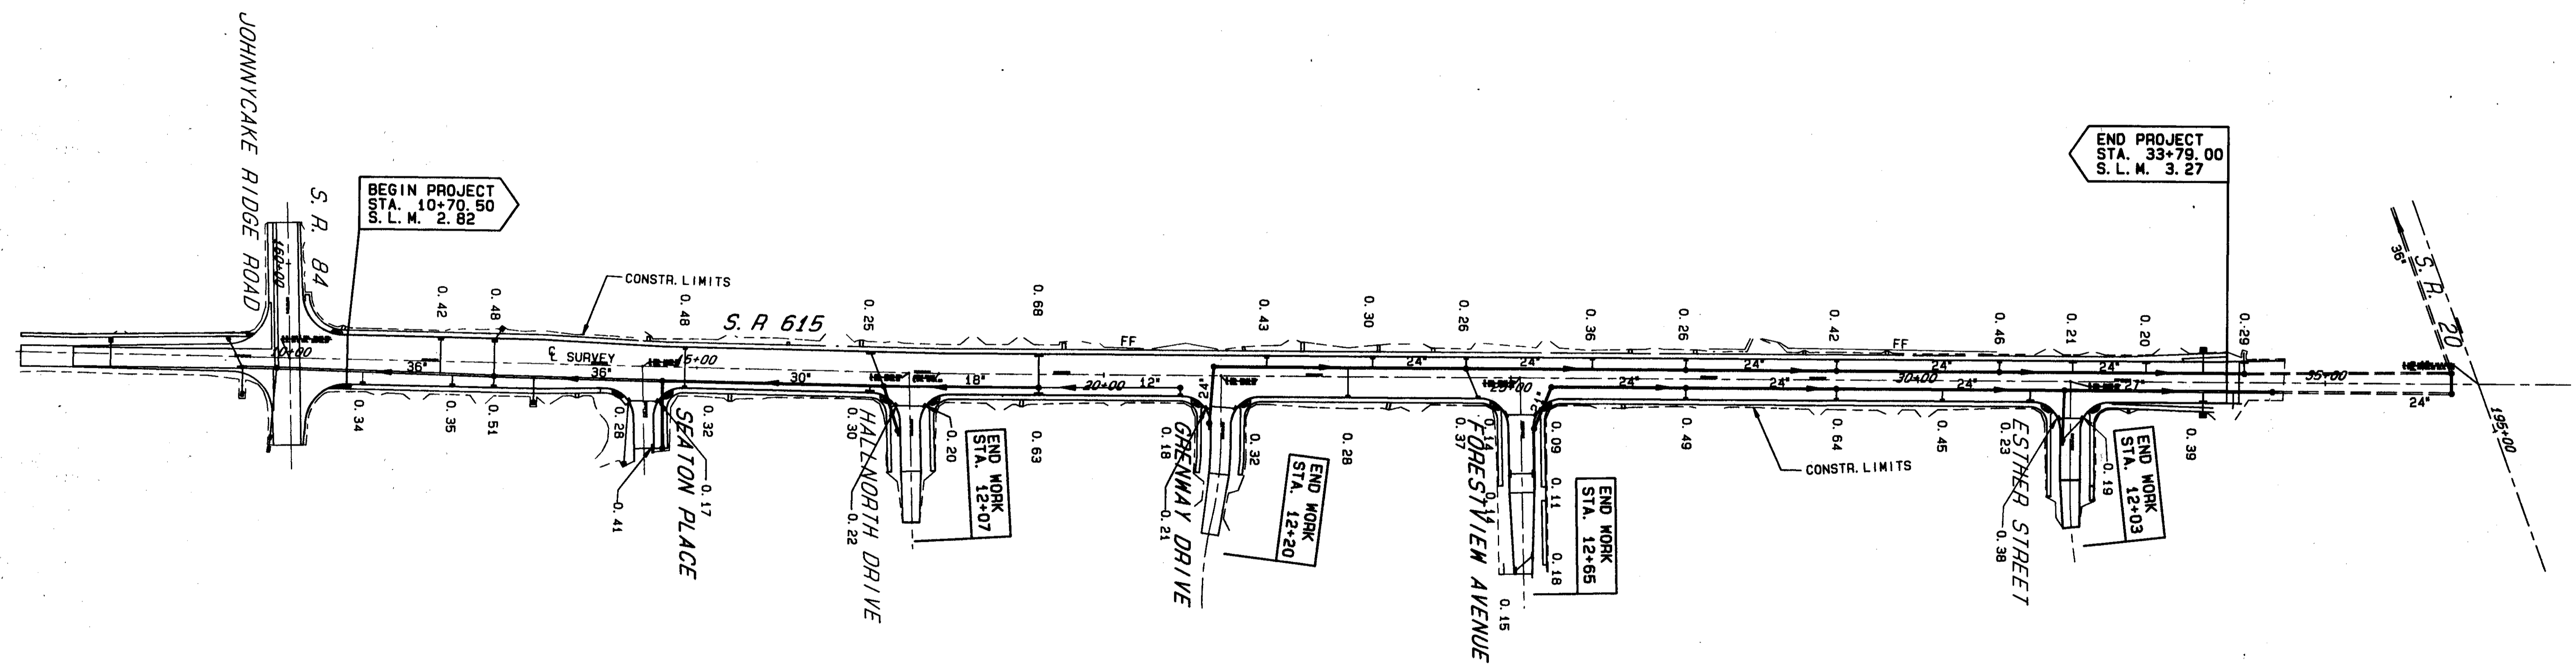 JOHNNYCAKE RIDGE ROAD
S. R. 84
160+00
BEGIN PROJECT
STA. 10+70.50
S. L. M. 2.82
CONSTR. LIMITS
S. R 615
END PROJECT
STA. 33+79.00
S. L. M. 3.27
S. R. 20
36"
195+00
0.42
0.48
0.48
0.25
0.68
FF
0.43
0.30
0.26
0.36
0.26
0.42
FF
0.46
0.21
0.20
0.29
10+00
℄ SURVEY
15+00
20+00
30+00
35+00
36"
36"
30"
18"
12"
24"
24"
24"
24"
24"
24"
24"
24"
21"
24"
24"
24"
27"
24"
0.34
0.35
0.51
0.28
0.41
0.17
0.32
SEATON PLACE
0.30
0.22
HALLNORTH DRIVE
0.20
END WORK
STA. 12+07
0.63
0.18
0.21
GREENWAY DRIVE
0.32
END WORK
STA. 12+20
0.28
0.37
0.14
0.14
FORESTVIEW AVENUE
0.09
0.11
0.18
0.15
END WORK
STA. 12+65
0.49
0.64
CONSTR. LIMITS
0.45
0.23
0.38
ESTHER STREET
0.19
END WORK
STA. 12+03
0.39